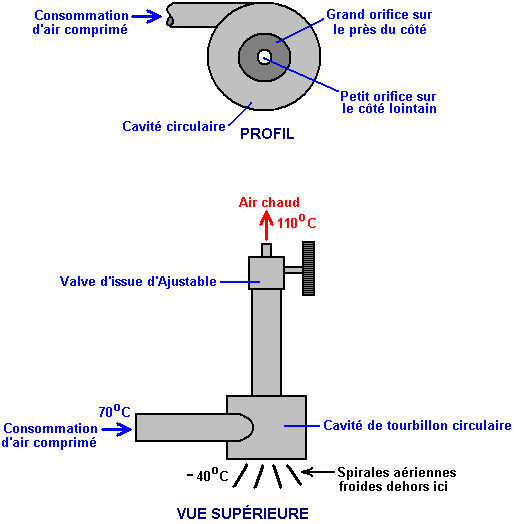 Consommation
d'air comprimé
Grand orifice sur
le près du côté
Petit orifice sur
le côté lointain
Cavité circulaire
PROFIL
Air chaud
110°C
Valve d'issue d'Ajustable
70°C
Consommation
d'air comprimé
Cavité de tourbillon circulaire
-40°C
Spirales aériennes
froides dehors ici
VUE SUPÉRIEURE